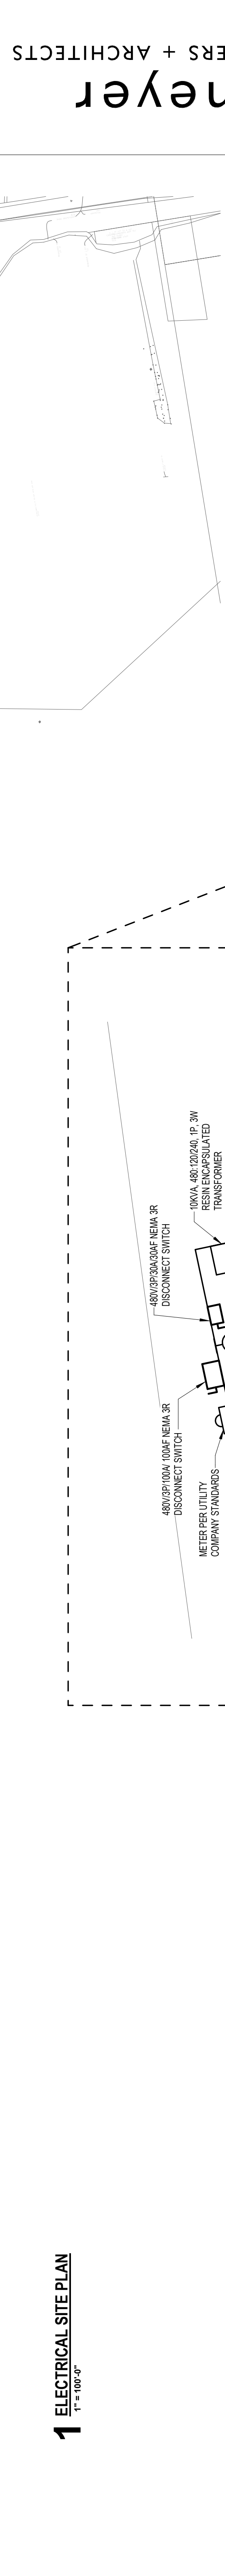 ERS + ARCHITECTS
meyer
10KVA, 480:120/240, 1P, 3W
RESIN ENCAPSULATED
TRANSFORMER
480V/3P/30A/30AF NEMA 3R
DISCONNECT SWITCH
480V/3P/100A/ 100AF NEMA 3R
DISCONNECT SWITCH
METER PER UTILITY
COMPANY STANDARDS
1 ELECTRICAL SITE PLAN
1" = 100'-0"